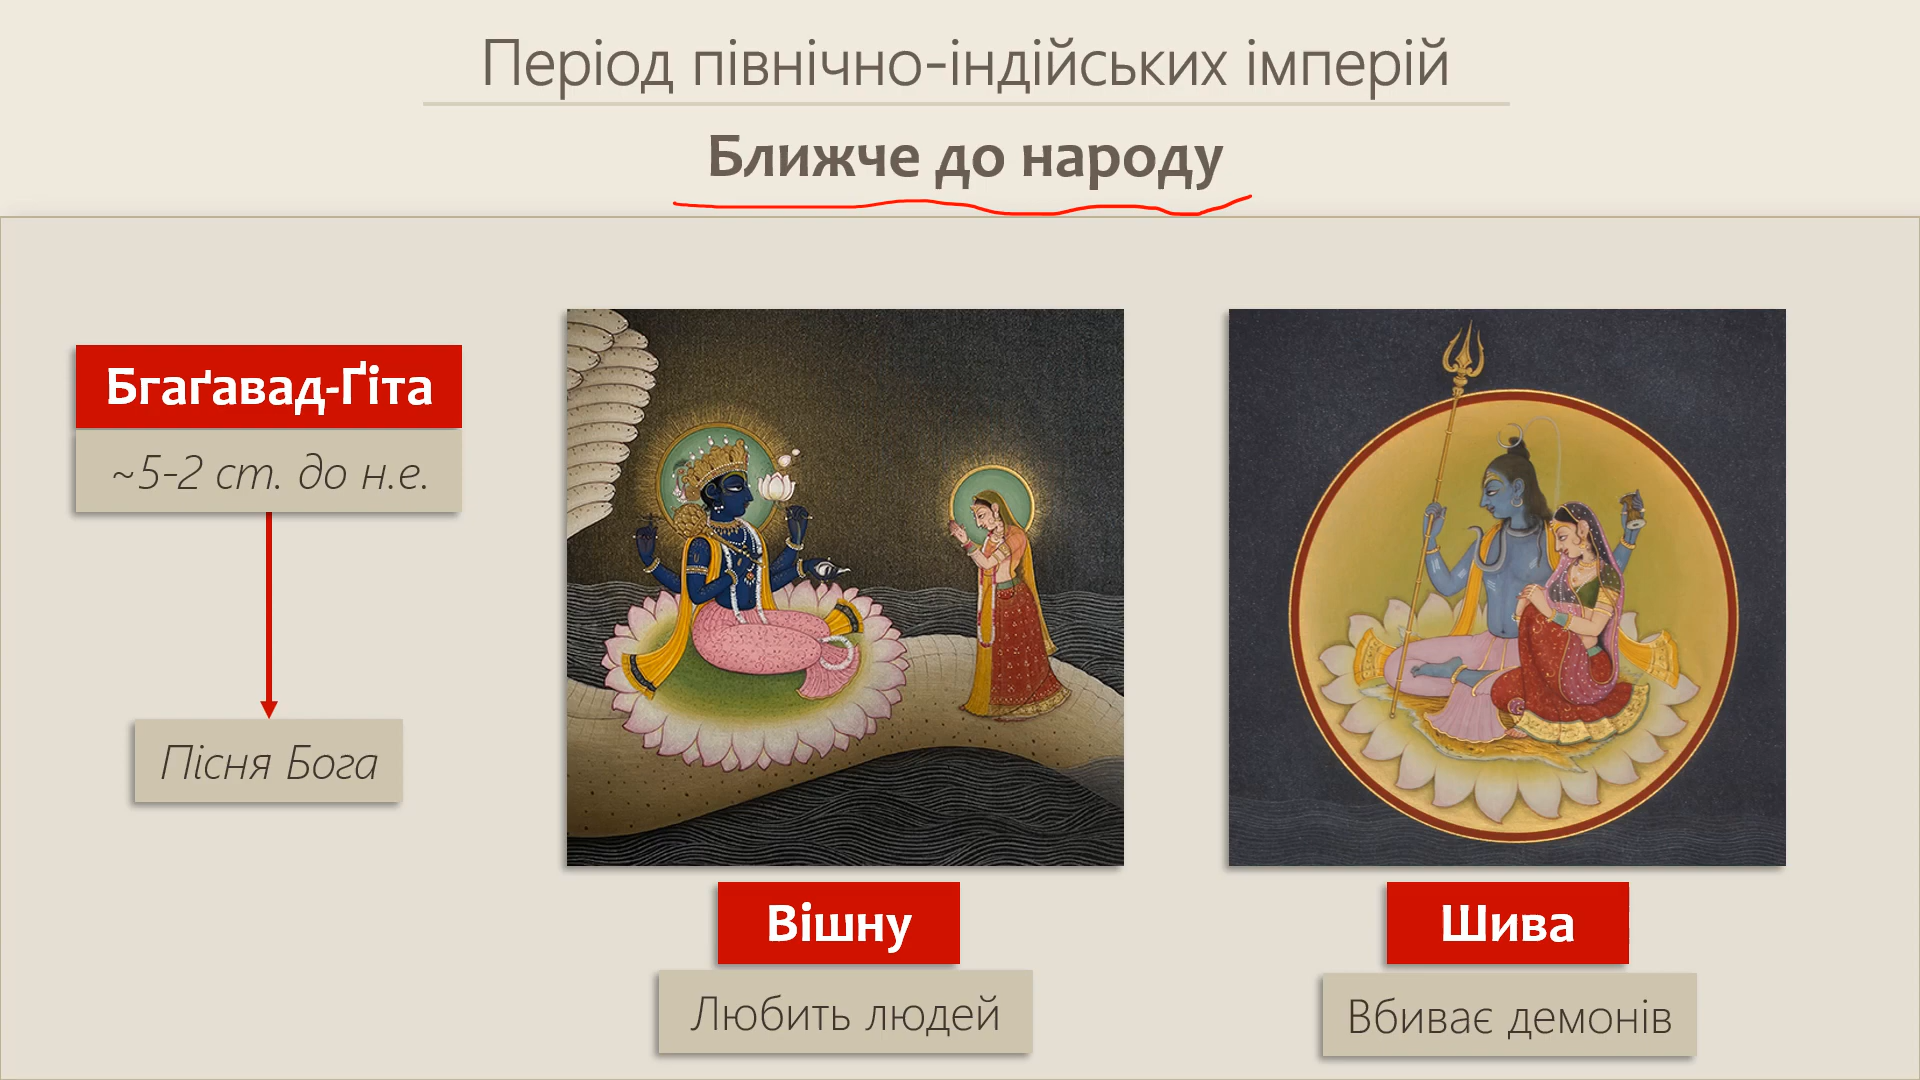 Період північно-індійських імперій
Ближче до народу
Бгаґавад-Ґіта
~5-2 ст. до н.е.
Пісня Бога
Вішну
Любить людей
Шива
Вбиває демонів